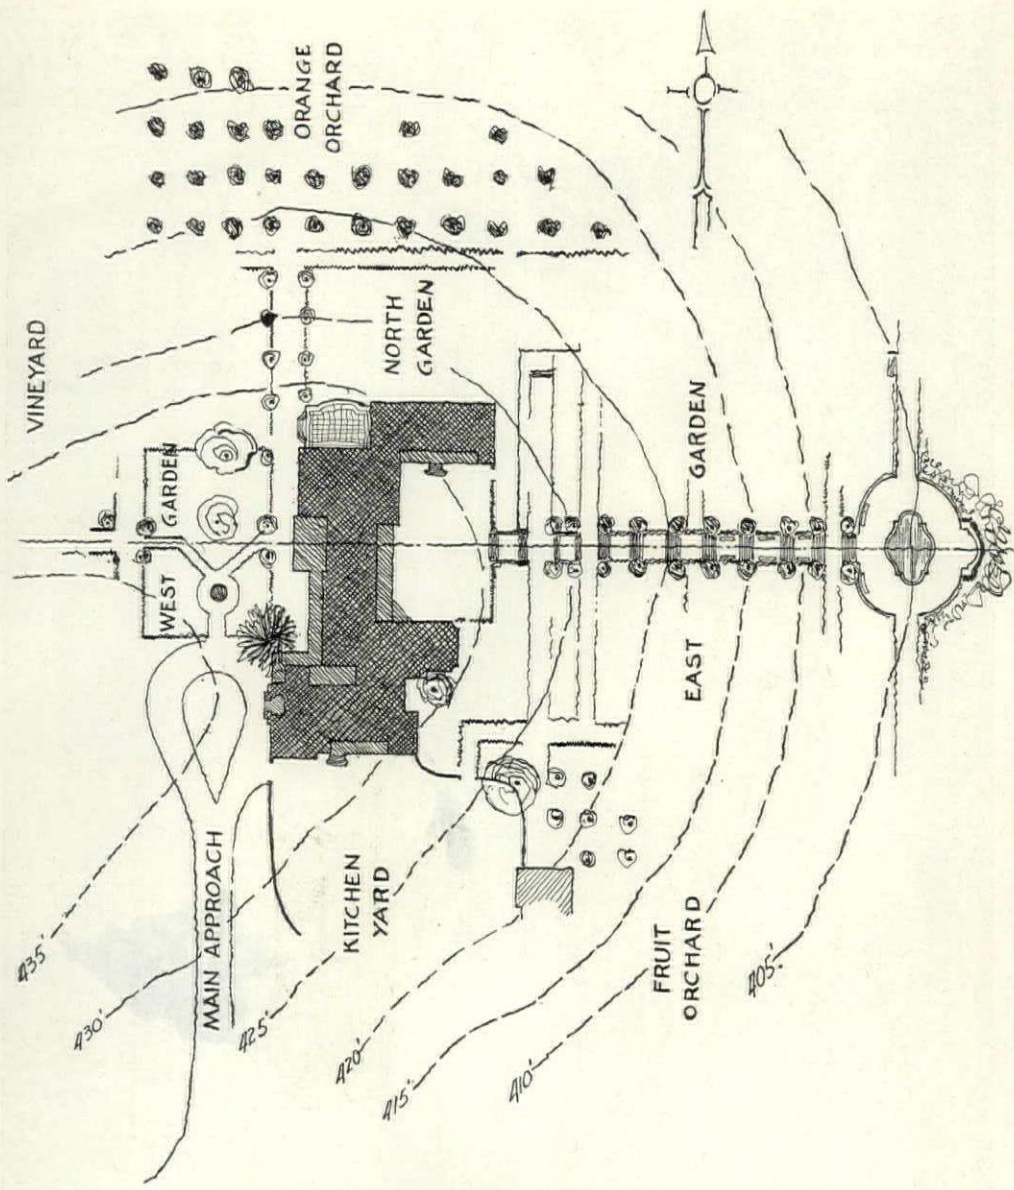 VINEYARD
435'
430'
WEST GARDEN
MAIN APPROACH
425'
ORANGE
ORCHARD
KITCHEN
YARD
420'
NORTH
GARDEN
415'
410'
FRUIT
ORCHARD
EAST GARDEN
405'